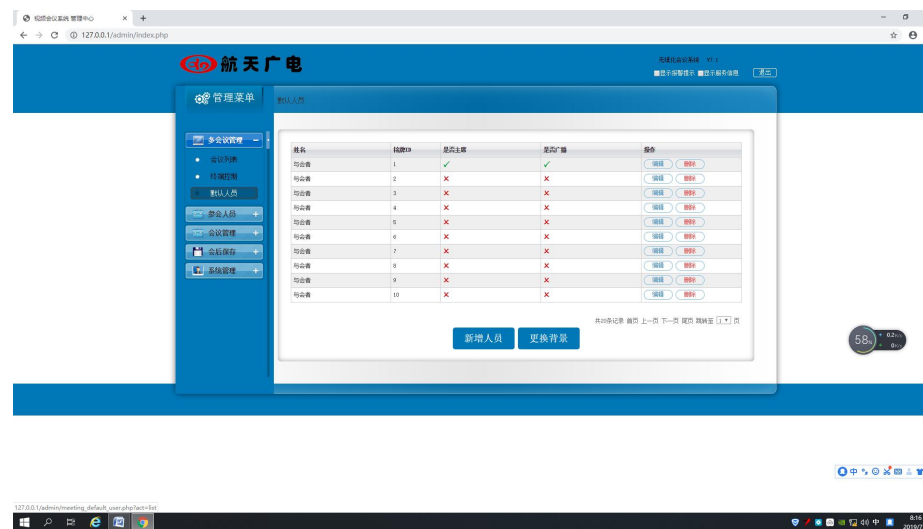 视频会议系统 管理中心
127.0.0.1/admin/index.php
航天广电
无纸化会议系统 V1.1
显示报警提示 显示服务信息 退出
管理菜单
默认人员
多会议管理
会议列表
终端控制
默认人员
参会人员
会议管理
会后保存
系统管理
姓名 铭牌ID 是否主席 是否广播 操作
与会者 1 ✓ ✓ 编辑 删除
与会者 2 ✗ ✗ 编辑 删除
与会者 3 ✗ ✗ 编辑 删除
与会者 4 ✗ ✗ 编辑 删除
与会者 5 ✗ ✗ 编辑 删除
与会者 6 ✗ ✗ 编辑 删除
与会者 7 ✗ ✗ 编辑 删除
与会者 8 ✗ ✗ 编辑 删除
与会者 9 ✗ ✗ 编辑 删除
与会者 10 ✗ ✗ 编辑 删除
共20条记录 首页 上一页 下一页 尾页 跳转至 1 页
新增人员 更换背景
58%
0.2
0
中
127.0.0.1/admin/meeting_default_user.php?act=list
中
8:16